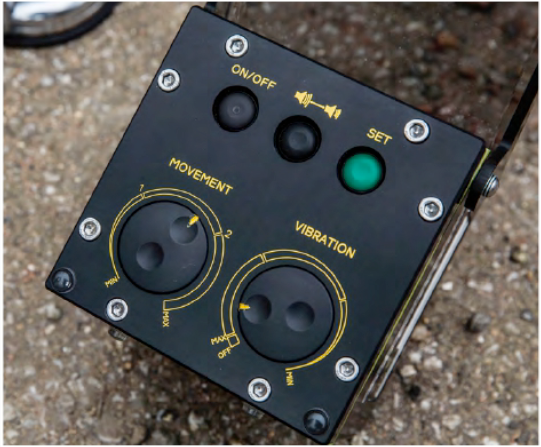 ON/OFF
SET
MOVEMENT
1
2
MIN
MAX
VIBRATION
MAX
OFF
MIN